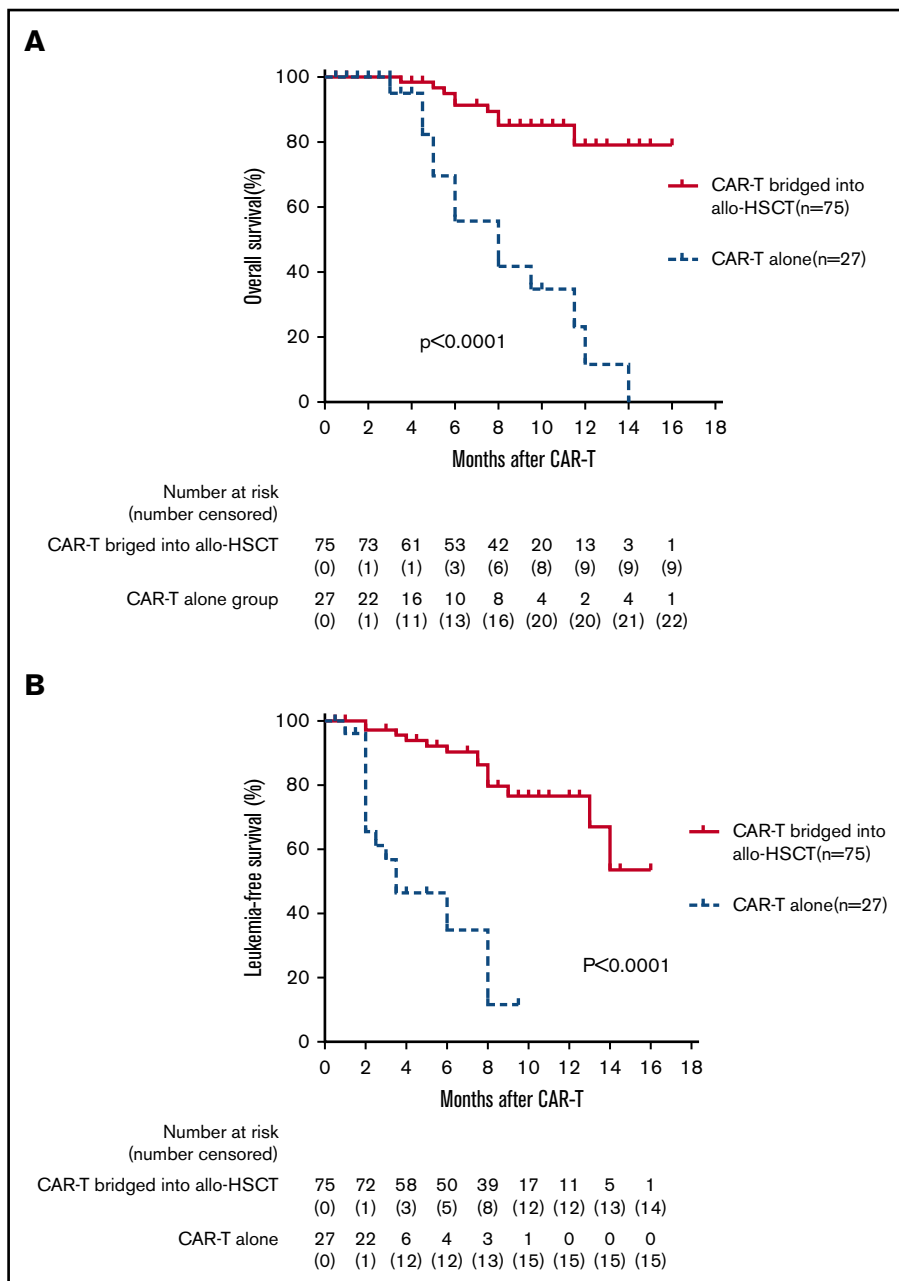 A
100
80
60
40
20
0
Overall survival(%)
p<0.0001
CAR-T bridged into
allo-HSCT(n=75)
CAR-T alone(n=27)
0 2 4 6 8 10 12 14 16 18
Months after CAR-T
Number at risk
(number censored)
CAR-T briged into allo-HSCT 75 73 61 53 42 20 13 3 1
(0) (1) (1) (3) (6) (8) (9) (9) (9)
CAR-T alone group 27 22 16 10 8 4 2 4 1
(0) (1) (11) (13) (16) (20) (20) (21) (22)
B
100
80
60
40
20
0
Leukemia-free survival (%)
CAR-T bridged into
allo-HSCT(n=75)
CAR-T alone(n=27)
P<0.0001
0 2 4 6 8 10 12 14 16 18
Months after CAR-T
Number at risk
(number censored)
CAR-T bridged into allo-HSCT 75 72 58 50 39 17 11 5 1
(0) (1) (3) (5) (8) (12) (12) (13) (14)
CAR-T alone 27 22 6 4 3 1 0 0 0
(0) (1) (12) (12) (13) (15) (15) (15) (15)